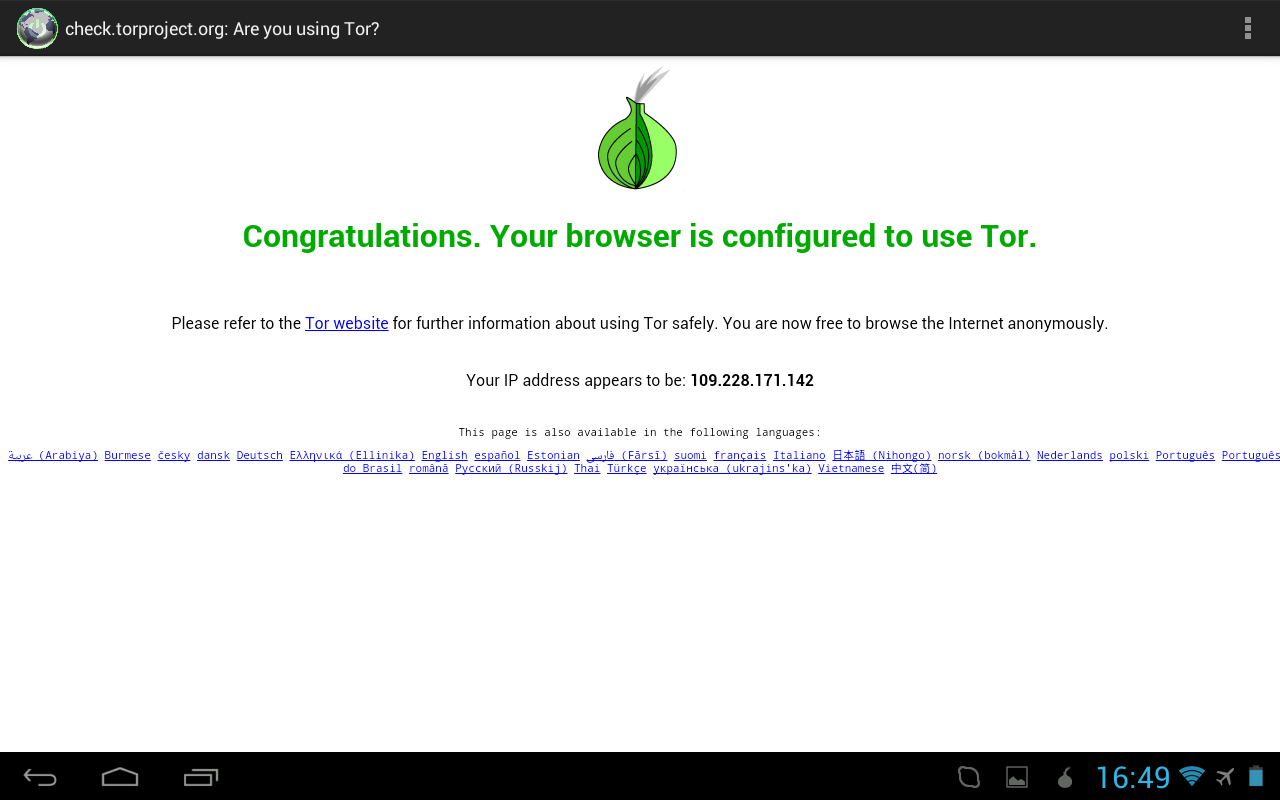 check.torproject.org: Are you using Tor?
Congratulations. Your browser is configured to use Tor.
Please refer to the Tor website for further information about using Tor safely. You are now free to browse the Internet anonymously.
Your IP address appears to be: 109.228.171.142
This page is also available in the following languages:
عربية (Arabiya) Burmese česky dansk Deutsch Ελληνικά (Ellinika) English español Estonian فارسی (Fārsī) suomi français Italiano 日本語 (Nihongo) norsk (bokmål) Nederlands polski Português Português
do Brasil română Русский (Russkij) Thai Türkçe українська (ukrajins'ka) Vietnamese 中文(简)
16:49